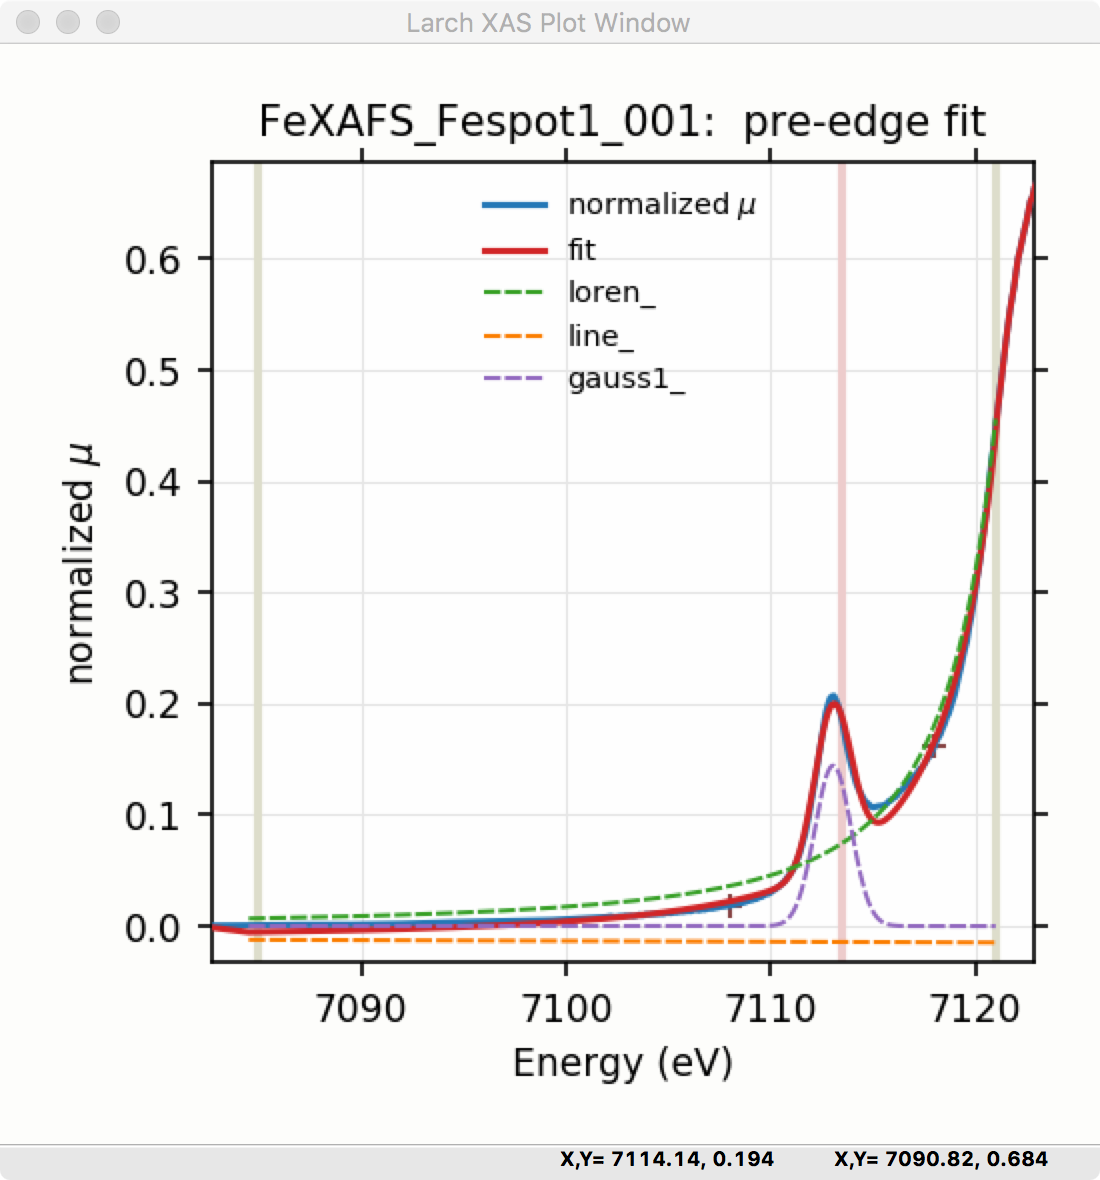 Larch XAS Plot Window
FeXAFS_Fespot1_001:  pre-edge fit
normalized μ
fit
loren_
line_
gauss1_
0.6
0.5
0.4
0.3
0.2
0.1
0.0
normalized μ
7090 7100 7110 7120
Energy (eV)
X,Y= 7114.14, 0.194 X,Y= 7090.82, 0.684